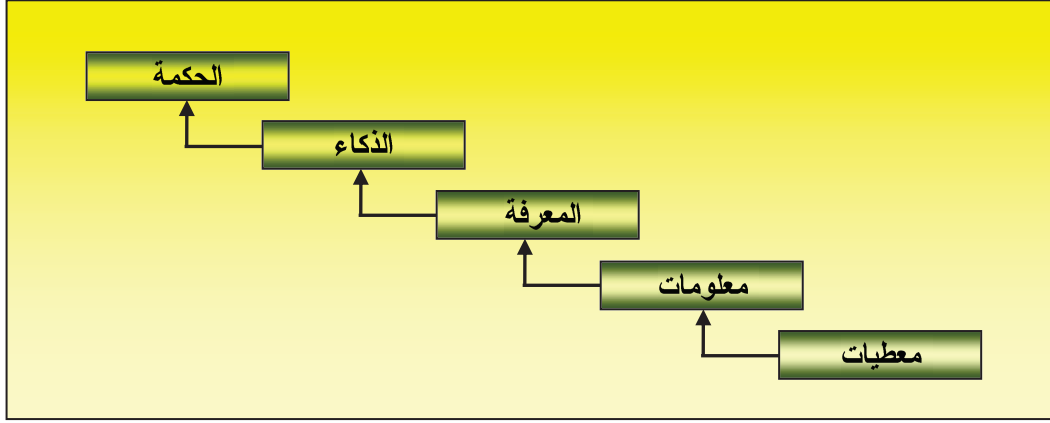 الحكمة
الذكاء
المعرفة
معلومات
معطيات